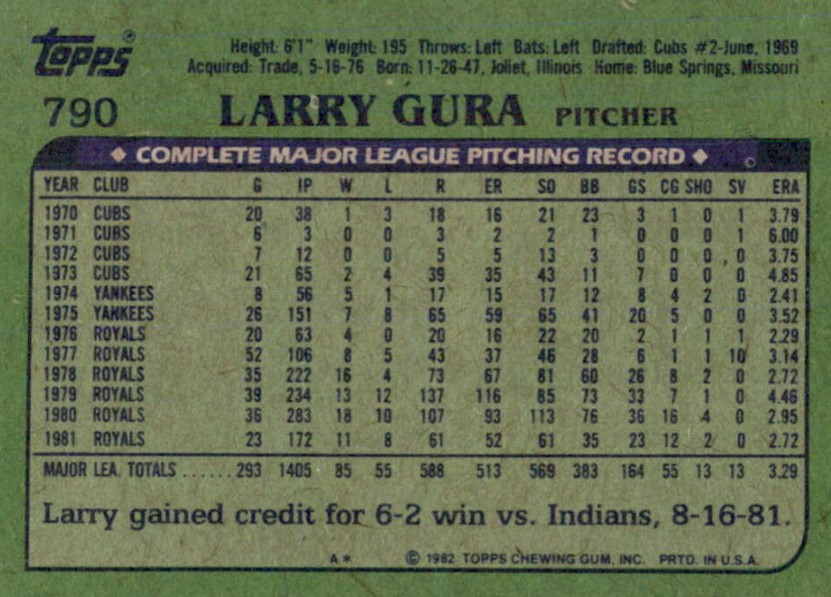 Topps®
Height: 6'1" Weight: 195 Throws: Left Bats: Left Drafted: Cubs #2-June, 1969
Acquired: Trade, 5-16-76 Born: 11-26-47, Joliet, Illinois Home: Blue Springs, Missouri
790 LARRY GURA PITCHER
◆ COMPLETE MAJOR LEAGUE PITCHING RECORD ◆
YEAR CLUB G IP W L R ER SO BB GS CG SHO SV ERA
1970 CUBS 20 38 1 3 18 16 21 23 3 1 0 1 3.79
1971 CUBS 6 3 0 0 3 2 2 1 0 0 0 1 6.00
1972 CUBS 7 12 0 0 5 5 13 3 0 0 0 0 3.75
1973 CUBS 21 65 2 4 39 35 43 11 7 0 0 0 4.85
1974 YANKEES 8 56 5 1 17 15 17 12 8 4 2 0 2.41
1975 YANKEES 26 151 7 8 65 59 65 41 20 5 0 0 3.52
1976 ROYALS 20 63 4 0 20 16 22 20 2 1 1 1 2.29
1977 ROYALS 52 106 8 5 43 37 46 28 6 1 1 10 3.14
1978 ROYALS 35 222 16 4 73 67 81 60 26 8 2 0 2.72
1979 ROYALS 39 234 13 12 137 116 85 73 33 7 1 0 4.46
1980 ROYALS 36 283 18 10 107 93 113 76 36 16 4 0 2.95
1981 ROYALS 23 172 11 8 61 52 61 35 23 12 2 0 2.72
MAJOR LEA. TOTALS ...... 293 1405 85 55 588 513 569 383 164 55 13 13 3.29
Larry gained credit for 6-2 win vs. Indians, 8-16-81.
A* © 1982 TOPPS CHEWING GUM, INC. PRTD. IN U.S.A.